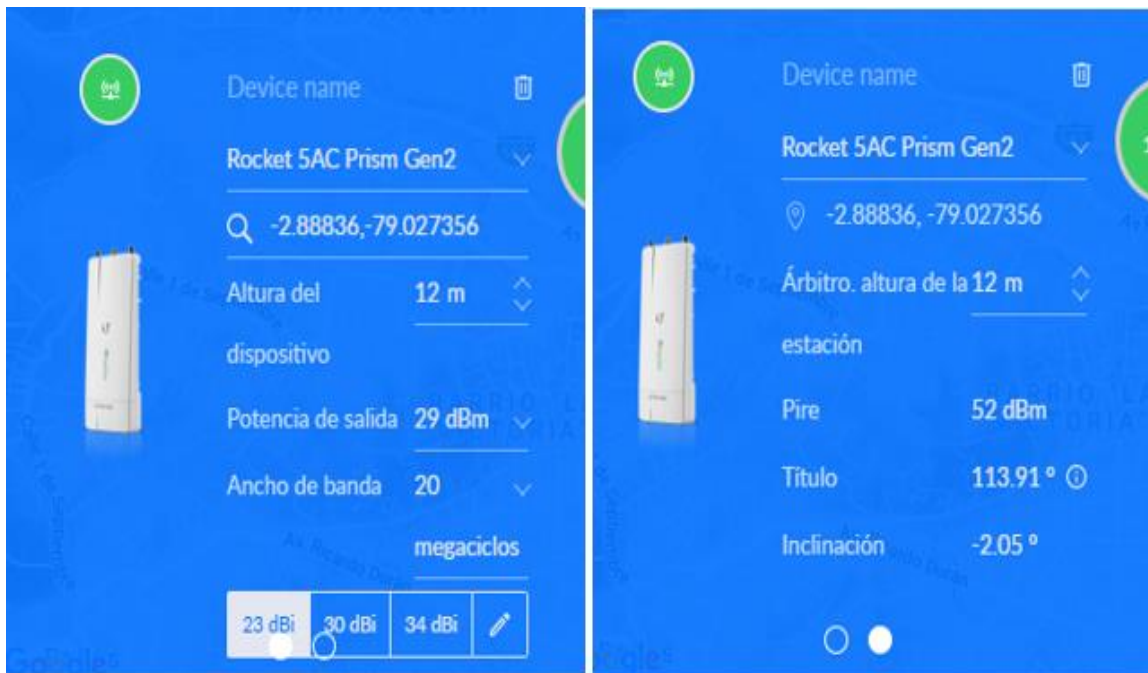 Device name
Rocket 5AC Prism Gen2
-2.88836,-79.027356
Altura del 12 m
dispositivo
Potencia de salida 29 dBm
Ancho de banda 20
megaciclos
23 dBi 30 dBi 34 dBi
Device name
Rocket 5AC Prism Gen2
-2.88836, -79.027356
Árbitro. altura de la 12 m
estación
Pire 52 dBm
Título 113.91 °
Inclinación -2.05 °